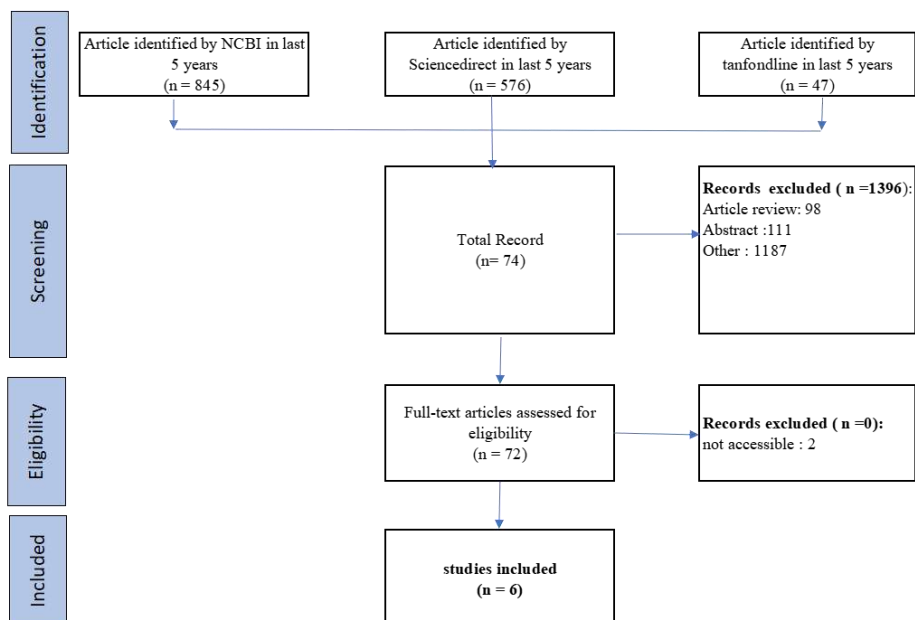 Identification
Article identified by NCBI in last
5 years
(n = 845)
Article identified by
Sciencedirect in last 5 years
(n = 576)
Article identified by
tanfondline in last 5 years
(n = 47)
Screening
Total Record
(n= 74)
Records excluded ( n =1396):
Article review: 98
Abstract :111
Other : 1187
Eligibility
Full-text articles assessed for
eligibility
(n = 72)
Records excluded ( n =0):
not accessible : 2
Included
studies included
(n = 6)